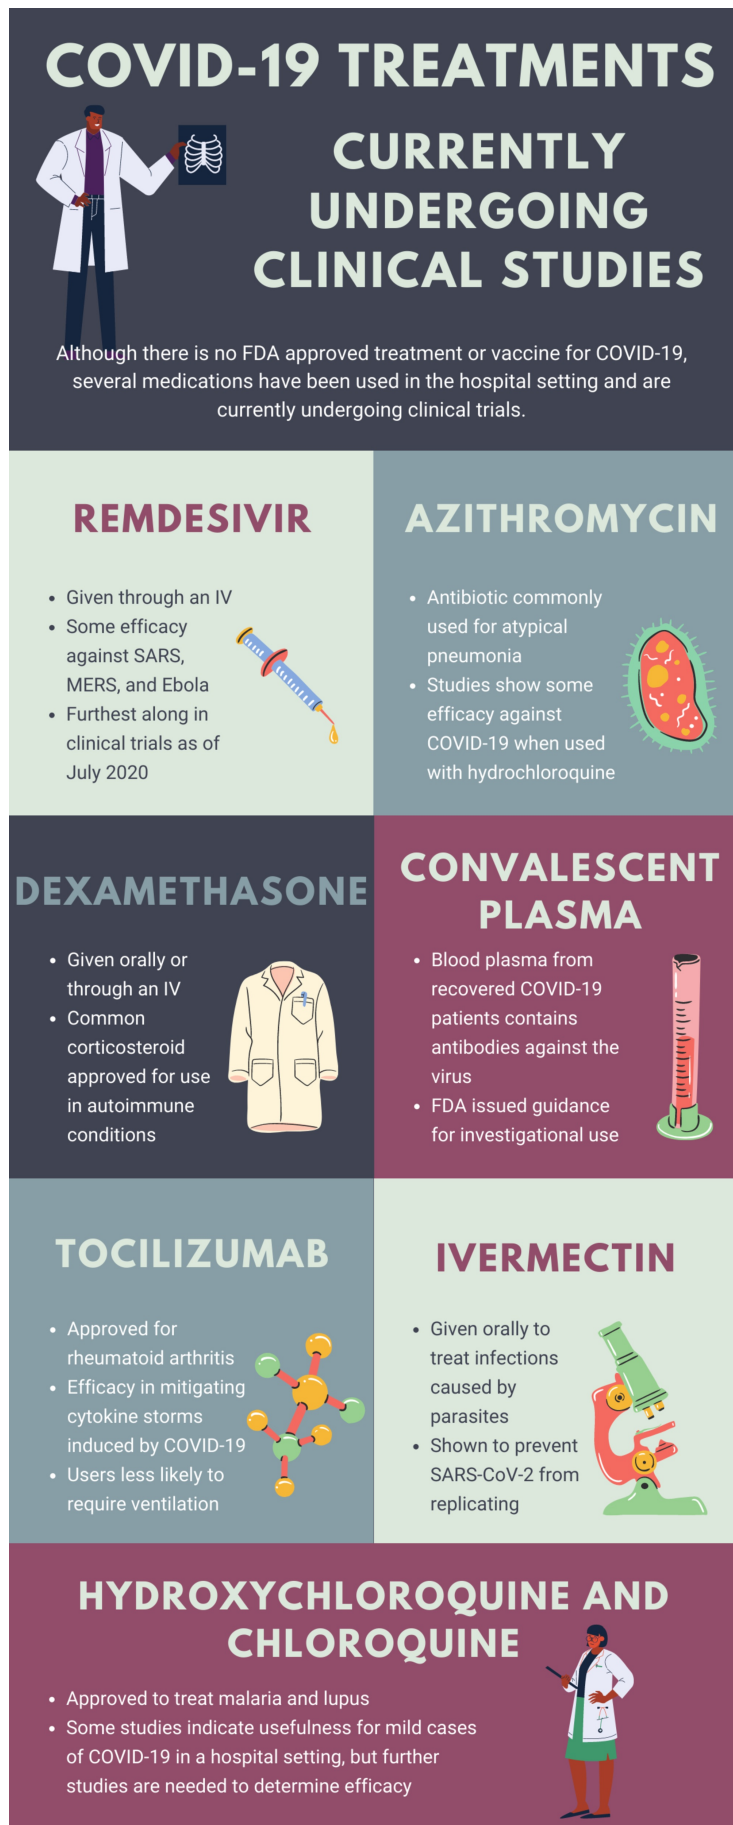 COVID-19 TREATMENTS
CURRENTLY
UNDERGOING
CLINICAL STUDIES
Although there is no FDA approved treatment or vaccine for COVID-19,
several medications have been used in the hospital setting and are
currently undergoing clinical trials.
REMDESIVIR
• Given through an IV
• Some efficacy
against SARS,
MERS, and Ebola
• Furthest along in
clinical trials as of
July 2020
AZITHROMYCIN
• Antibiotic commonly
used for atypical
pneumonia
• Studies show some
efficacy against
COVID-19 when used
with hydrochloroquine
DEXAMETHASONE
• Given orally or
through an IV
• Common
corticosteroid
approved for use
in autoimmune
conditions
CONVALESCENT
PLASMA
• Blood plasma from
recovered COVID-19
patients contains
antibodies against the
virus
• FDA issued guidance
for investigational use
TOCILIZUMAB
• Approved for
rheumatoid arthritis
• Efficacy in mitigating
cytokine storms
induced by COVID-19
• Users less likely to
require ventilation
IVERMECTIN
• Given orally to
treat infections
caused by
parasites
• Shown to prevent
SARS-CoV-2 from
replicating
HYDROXYCHLOROQUINE AND
CHLOROQUINE
• Approved to treat malaria and lupus
• Some studies indicate usefulness for mild cases
of COVID-19 in a hospital setting, but further
studies are needed to determine efficacy